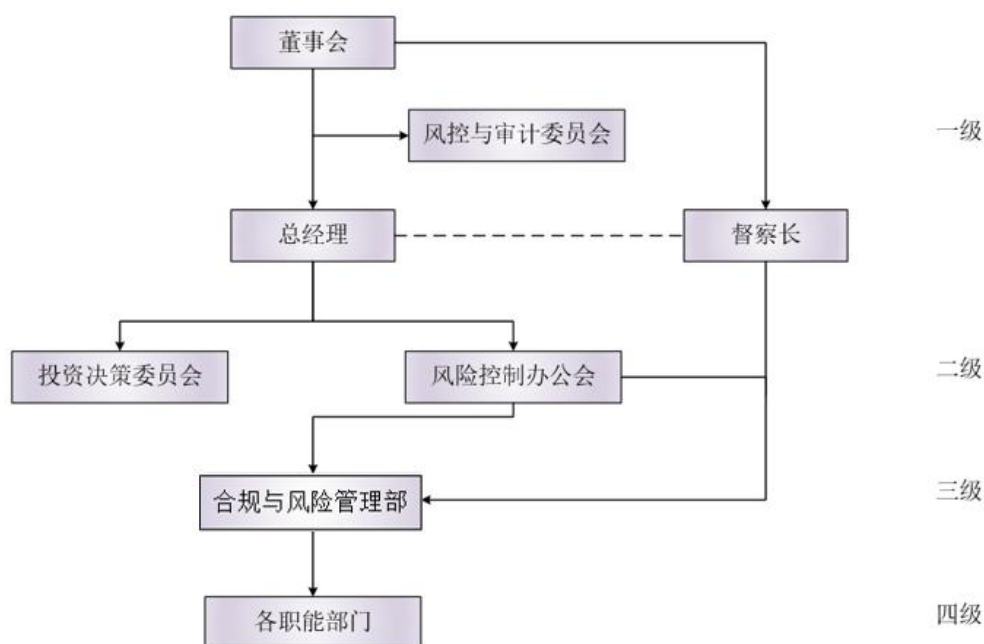 董事会
风控与审计委员会
一级
总经理
督察长
投资决策委员会
风险控制办公会
二级
合规与风险管理部
三级
各职能部门
四级